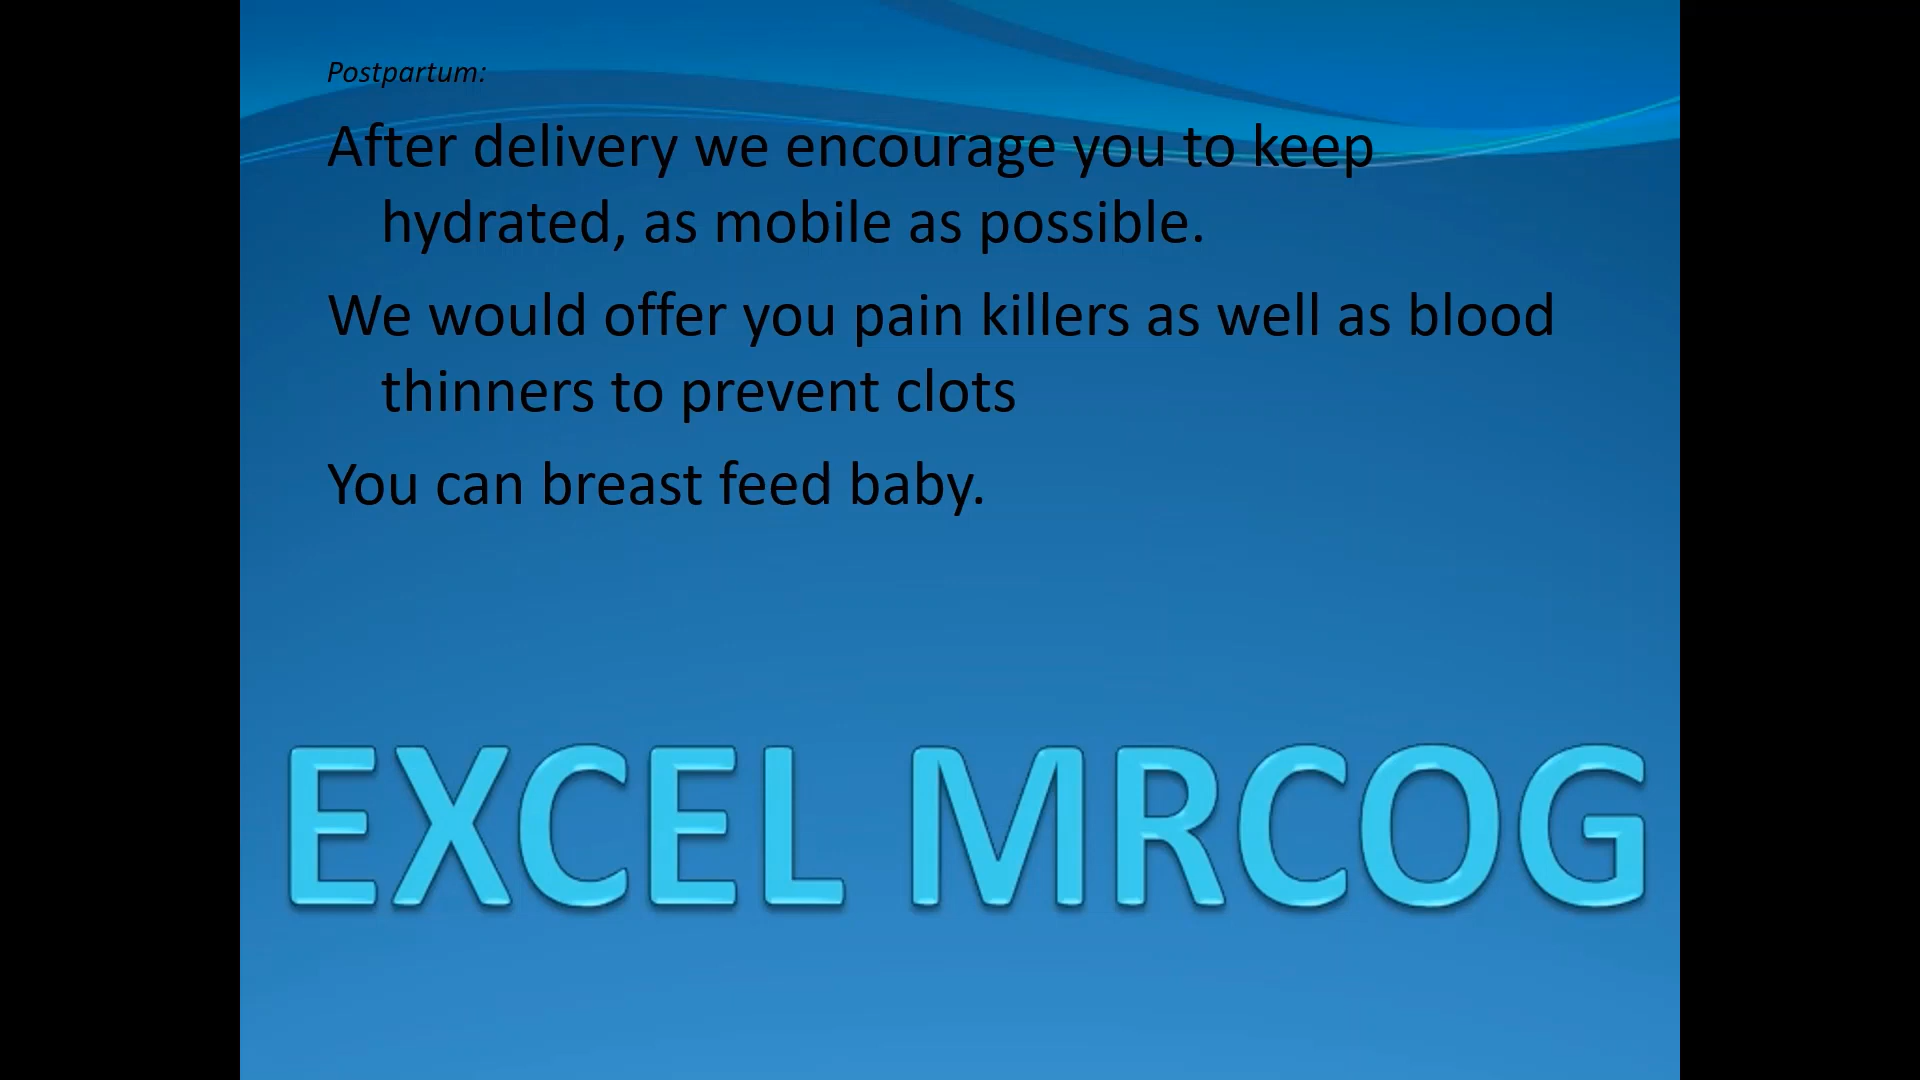 Postpartum:
After delivery we encourage you to keep
hydrated, as mobile as possible.
We would offer you pain killers as well as blood
thinners to prevent clots
You can breast feed baby.
EXCEL MRCOG